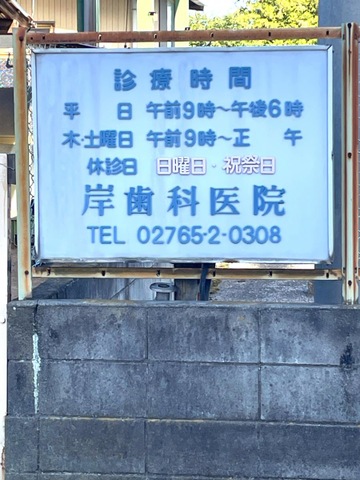 診療時間
平日 午前9時～午後6時
木・土曜日 午前9時～正午
休診日 日曜日・祝祭日
岸歯科医院
TEL 02765-2-0308